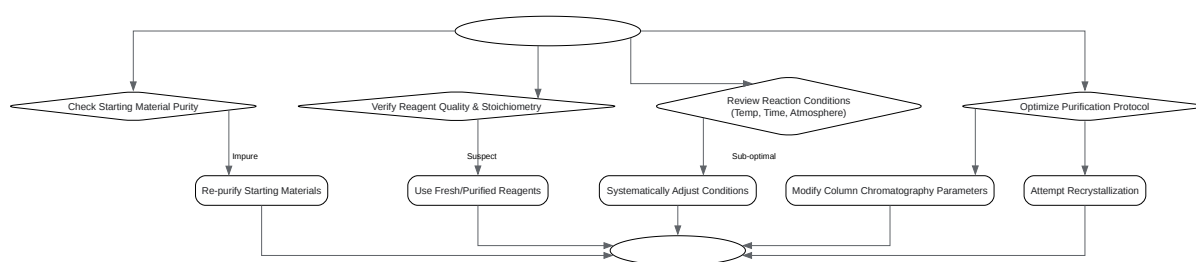 Check Starting Material Purity
Verify Reagent Quality & Stoichiometry
Review Reaction Conditions
(Temp, Time, Atmosphere)
Optimize Purification Protocol
Impure
Suspect
Sub-optimal
Re-purify Starting Materials
Use Fresh/Purified Reagents
Systematically Adjust Conditions
Modify Column Chromatography Parameters
Attempt Recrystallization